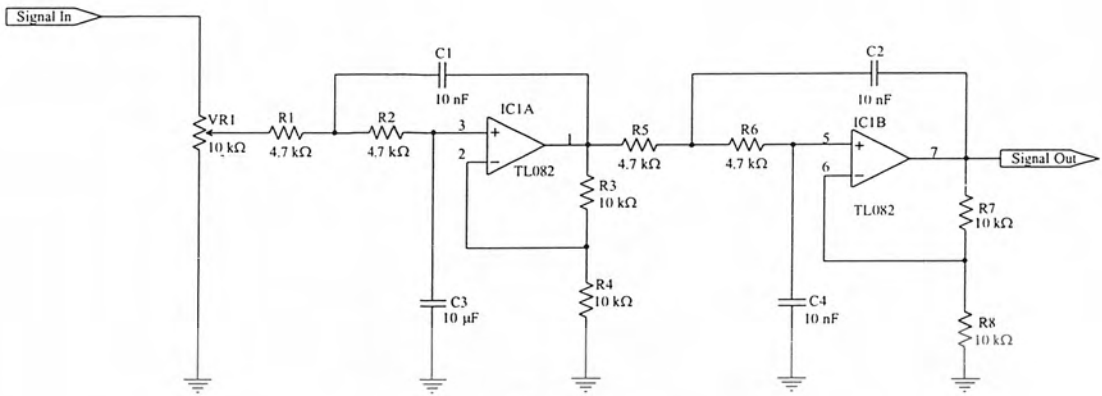 Signal In
VR1
10 kΩ
R1
4.7 kΩ
R2
4.7 kΩ
C1
10 nF
IC1A
3
2
1
TL082
C3
10 µF
R3
10 kΩ
R4
10 kΩ
R5
4.7 kΩ
R6
4.7 kΩ
C2
10 nF
IC1B
5
6
7
TL082
C4
10 nF
R7
10 kΩ
R8
10 kΩ
Signal Out